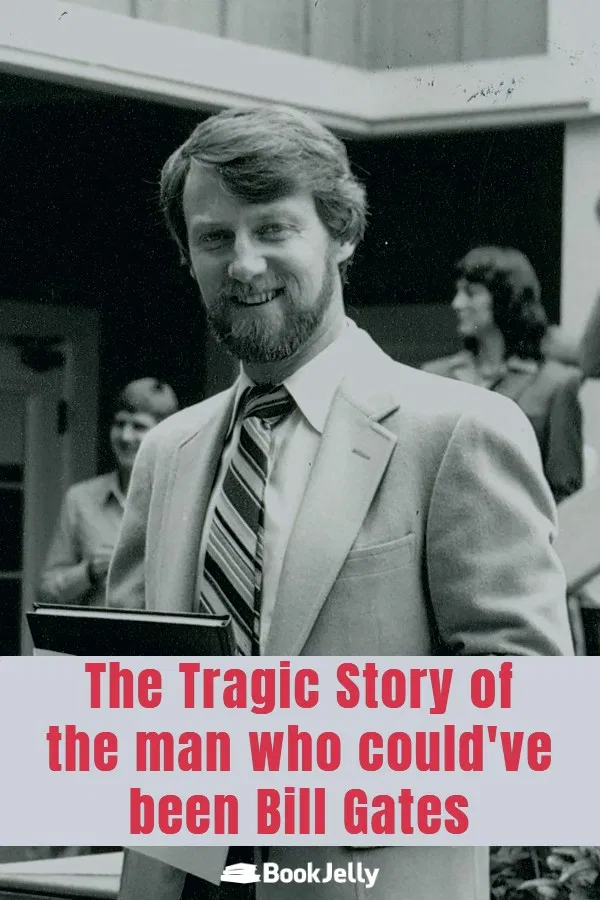 The Tragic Story of
the man who could've
been Bill Gates
BookJelly